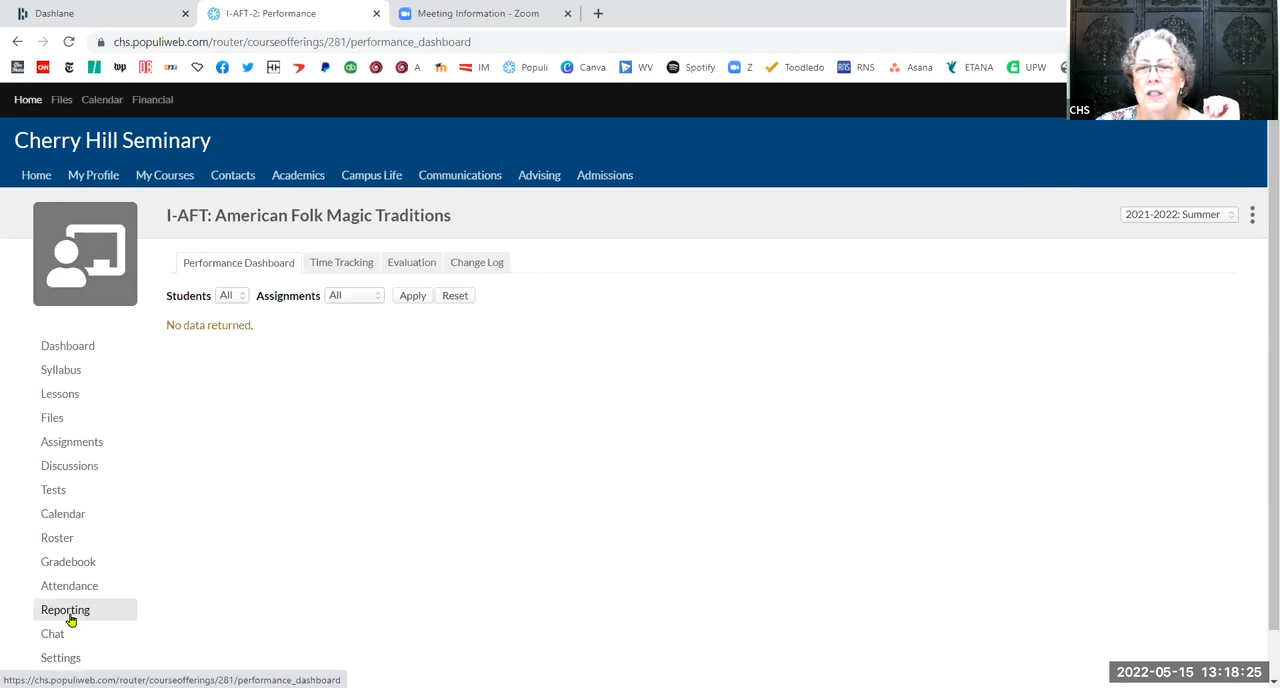 Dashlane
I-AFT-2: Performance
Meeting Information - Zoom
chs.populiweb.com/router/courseofferings/281/performance_dashboard
CNN wp A IM Populi Canva WV Spotify Z Toodledo RNS RNS Asana ETANA UPW
CHS
Home Files Calendar Financial
Cherry Hill Seminary
Home My Profile My Courses Contacts Academics Campus Life Communications Advising Admissions
I-AFT: American Folk Magic Traditions
2021-2022: Summer
Performance Dashboard Time Tracking Evaluation Change Log
Students All Assignments All Apply Reset
No data returned.
Dashboard
Syllabus
Lessons
Files
Assignments
Discussions
Tests
Calendar
Roster
Gradebook
Attendance
Reporting
Chat
Settings
https://chs.populiweb.com/router/courseofferings/281/performance_dashboard
2022-05-15 13:18:25